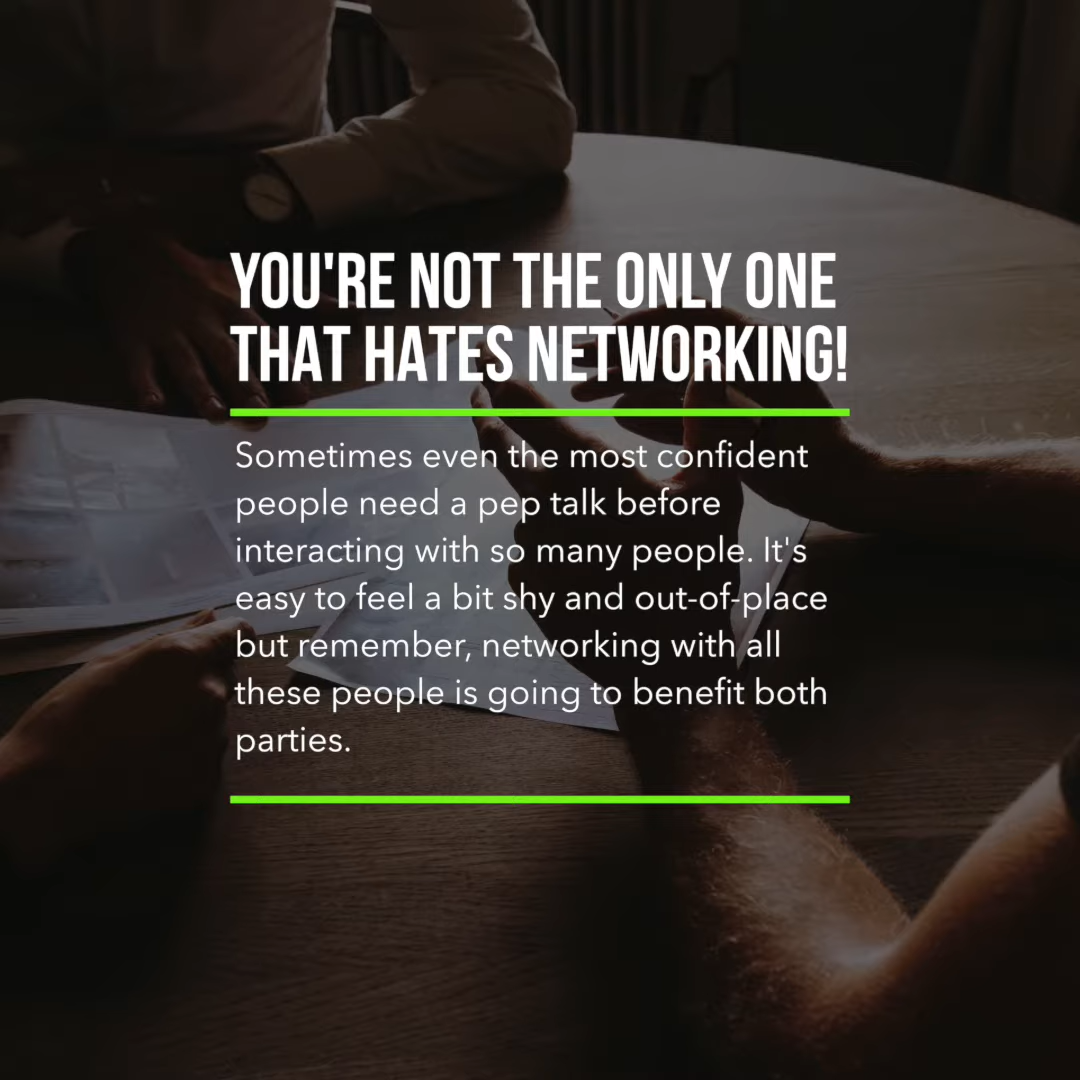 YOU'RE NOT THE ONLY ONE
THAT HATES NETWORKING!
Sometimes even the most confident
people need a pep talk before
interacting with so many people. It's
easy to feel a bit shy and out-of-place
but remember, networking with all
these people is going to benefit both
parties.